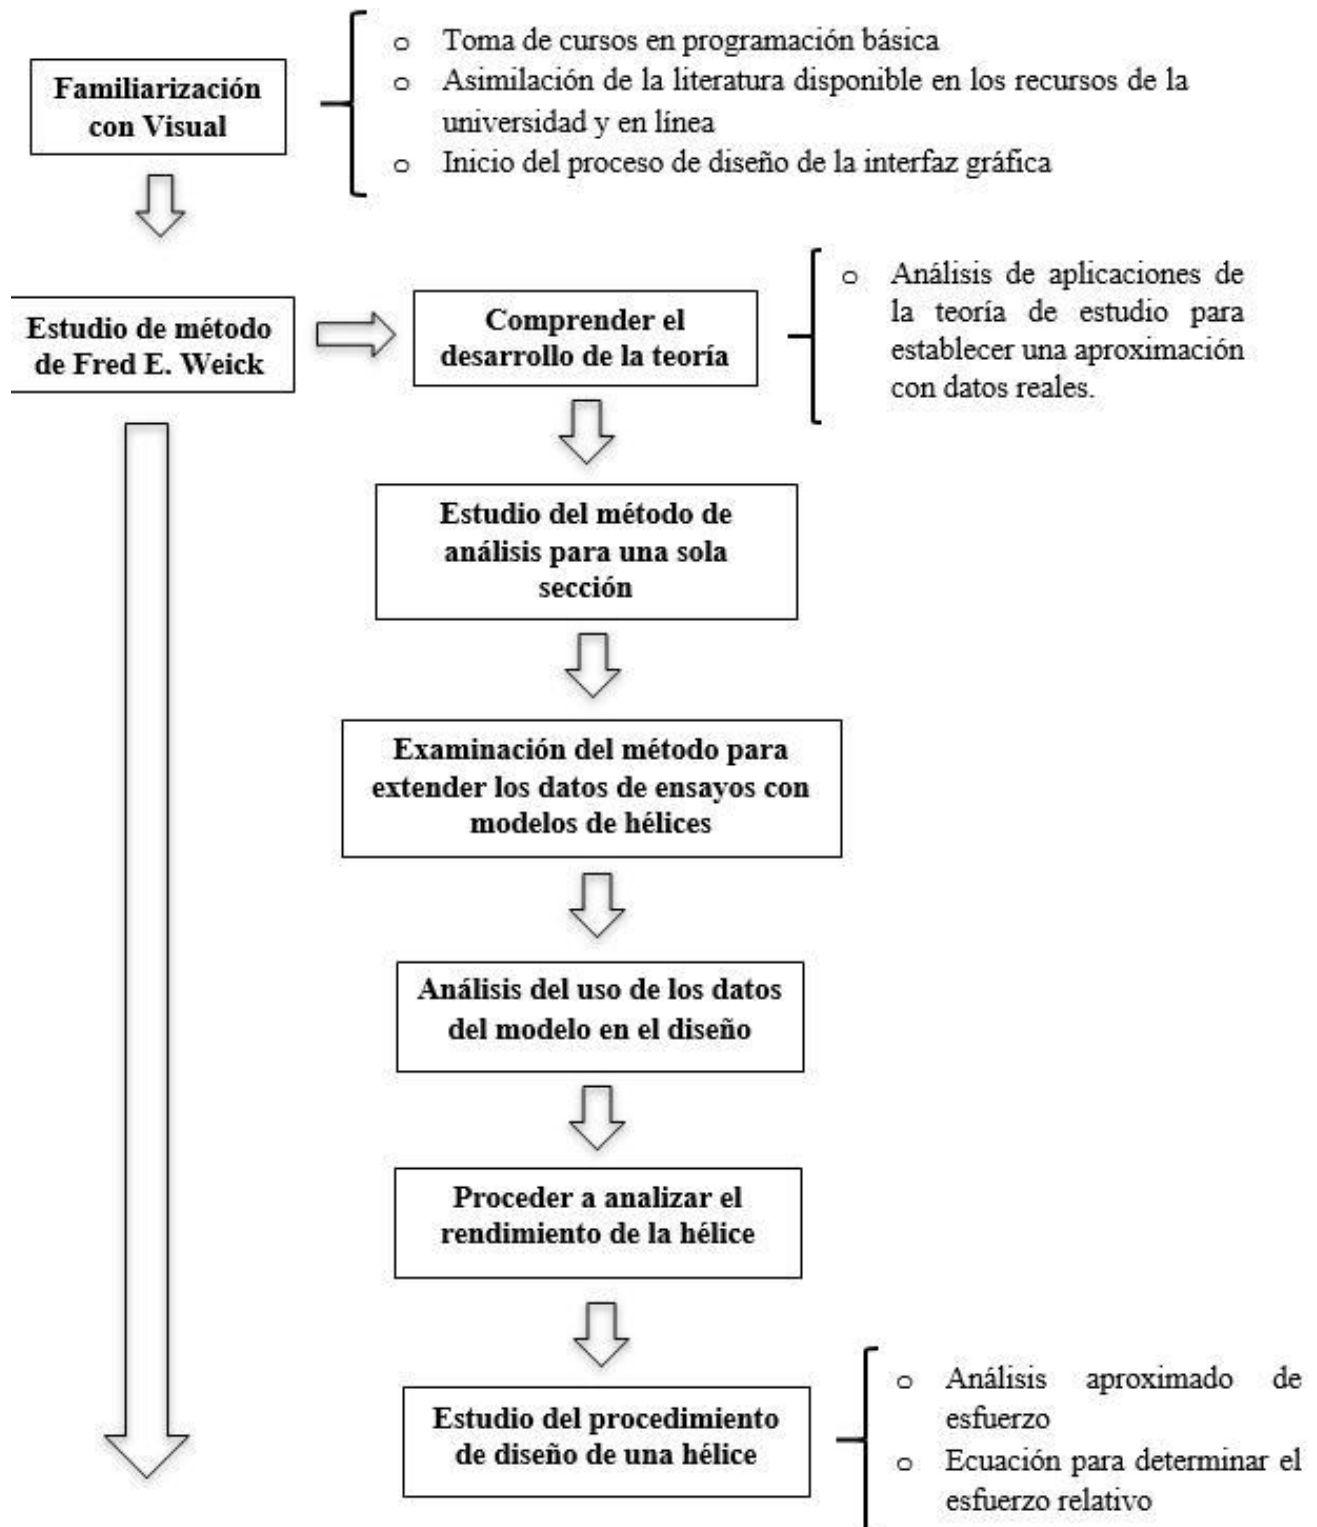 Familiarización
con Visual
o Toma de cursos en programación básica
o Asimilación de la literatura disponible en los recursos de la
universidad y en línea
o Inicio del proceso de diseño de la interfaz gráfica
Estudio de método
de Fred E. Weick
Comprender el
desarrollo de la teoría
o Análisis de aplicaciones de
la teoría de estudio para
establecer una aproximación
con datos reales.
Estudio del método de
análisis para una sola
sección
Examinación del método para
extender los datos de ensayos con
modelos de hélices
Análisis del uso de los datos
del modelo en el diseño
Proceder a analizar el
rendimiento de la hélice
Estudio del procedimiento
de diseño de una hélice
o Análisis aproximado de
esfuerzo
o Ecuación para determinar el
esfuerzo relativo